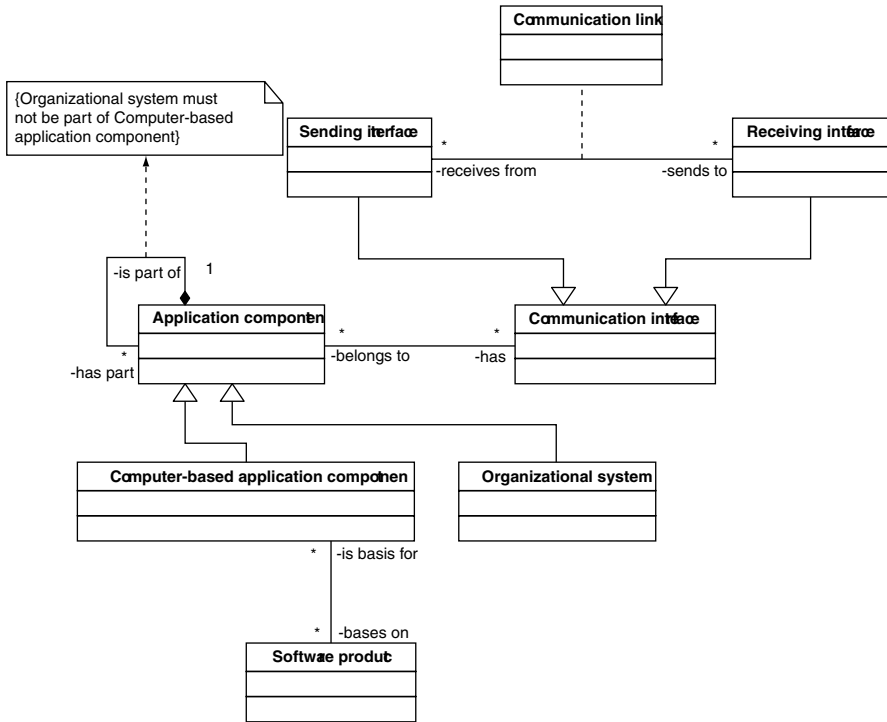 Communication link
{Organizational system must
not be part of Computer-based
application component}
Sending interface
*
-receives from
*
-sends to
Receiving interface
-is part of
1
Application componen
*
-has part
*
-belongs to
*
-has
Communication interface
Computer-based application componen
Organizational system
*
-is basis for
*
-bases on
Software product